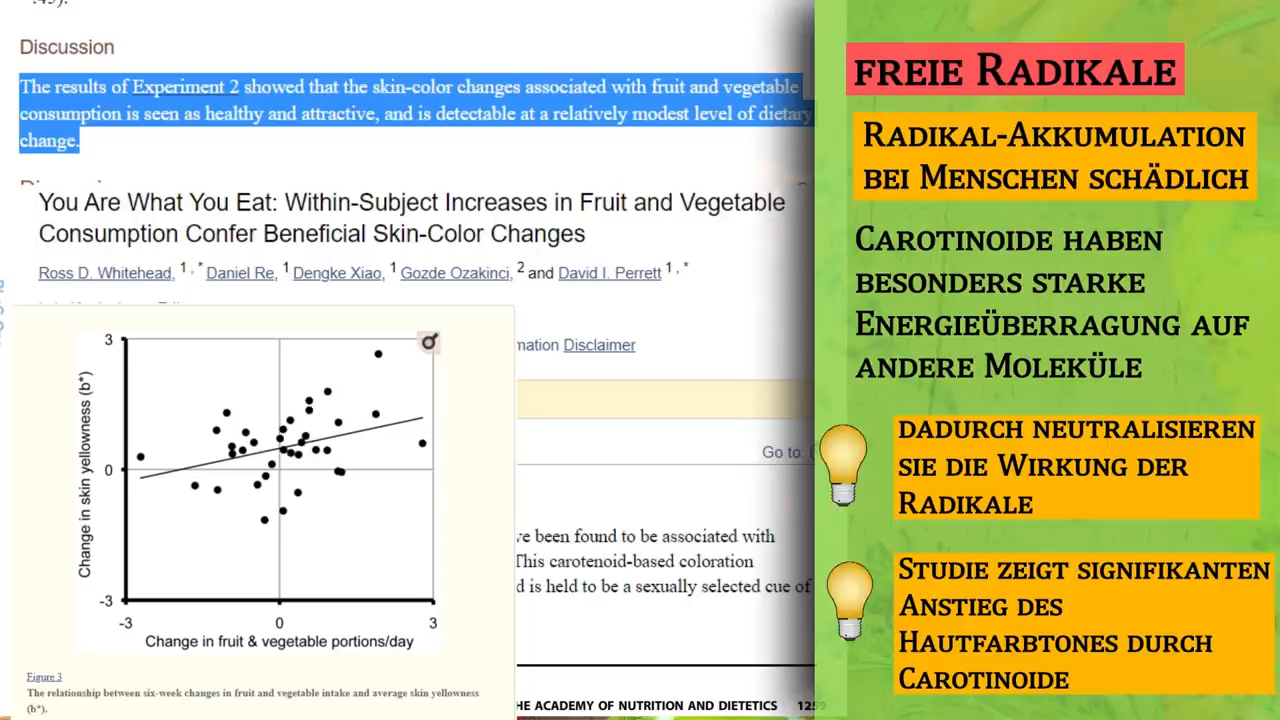 Discussion
The results of Experiment 2 showed that the skin-color changes associated with fruit and vegetable
consumption is seen as healthy and attractive, and is detectable at a relatively modest level of dietary
change.
You Are What You Eat: Within-Subject Increases in Fruit and Vegetable
Consumption Confer Beneficial Skin-Color Changes
Ross D. Whitehead, 1 , * Daniel Re, 1 Dengke Xiao, 1 Gozde Ozakinci, 2 and David I. Perrett 1 , *
mation Disclaimer
Go to:
ve been found to be associated with
This carotenoid-based coloration
d is held to be a sexually selected cue of
3
0
-3
Change in skin yellowness (b*)
-3 0 3
Change in fruit & vegetable portions/day
Figure 3
The relationship between six-week changes in fruit and vegetable intake and average skin yellowness
(b*).
HE ACADEMY OF NUTRITION AND DIETETICS 1259
FREIE RADIKALE
RADIKAL-AKKUMULATION
BEI MENSCHEN SCHÄDLICH
CAROTINOIDE HABEN
BESONDERS STARKE
ENERGIEÜBERRAGUNG AUF
ANDERE MOLEKÜLE
DADURCH NEUTRALISIEREN
SIE DIE WIRKUNG DER
RADIKALE
STUDIE ZEIGT SIGNIFIKANTEN
ANSTIEG DES
HAUTFARBTONES DURCH
CAROTINOIDE